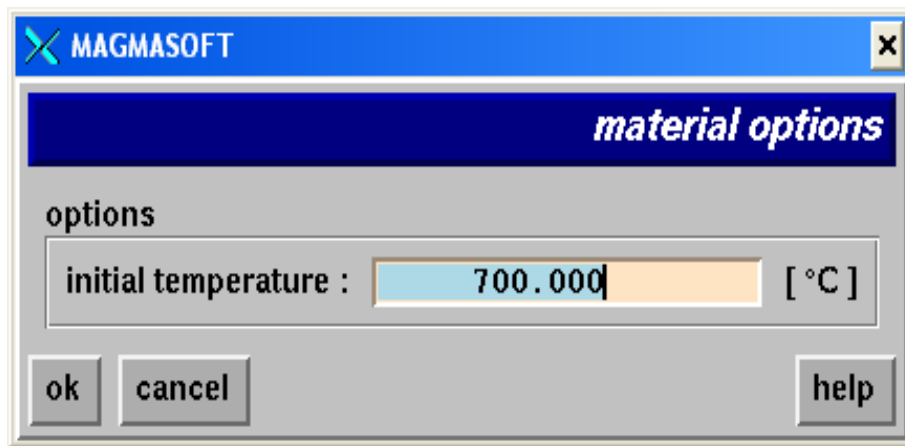 MAGMASOFT
material options
options
initial temperature : 700.000 [°C]
ok cancel help